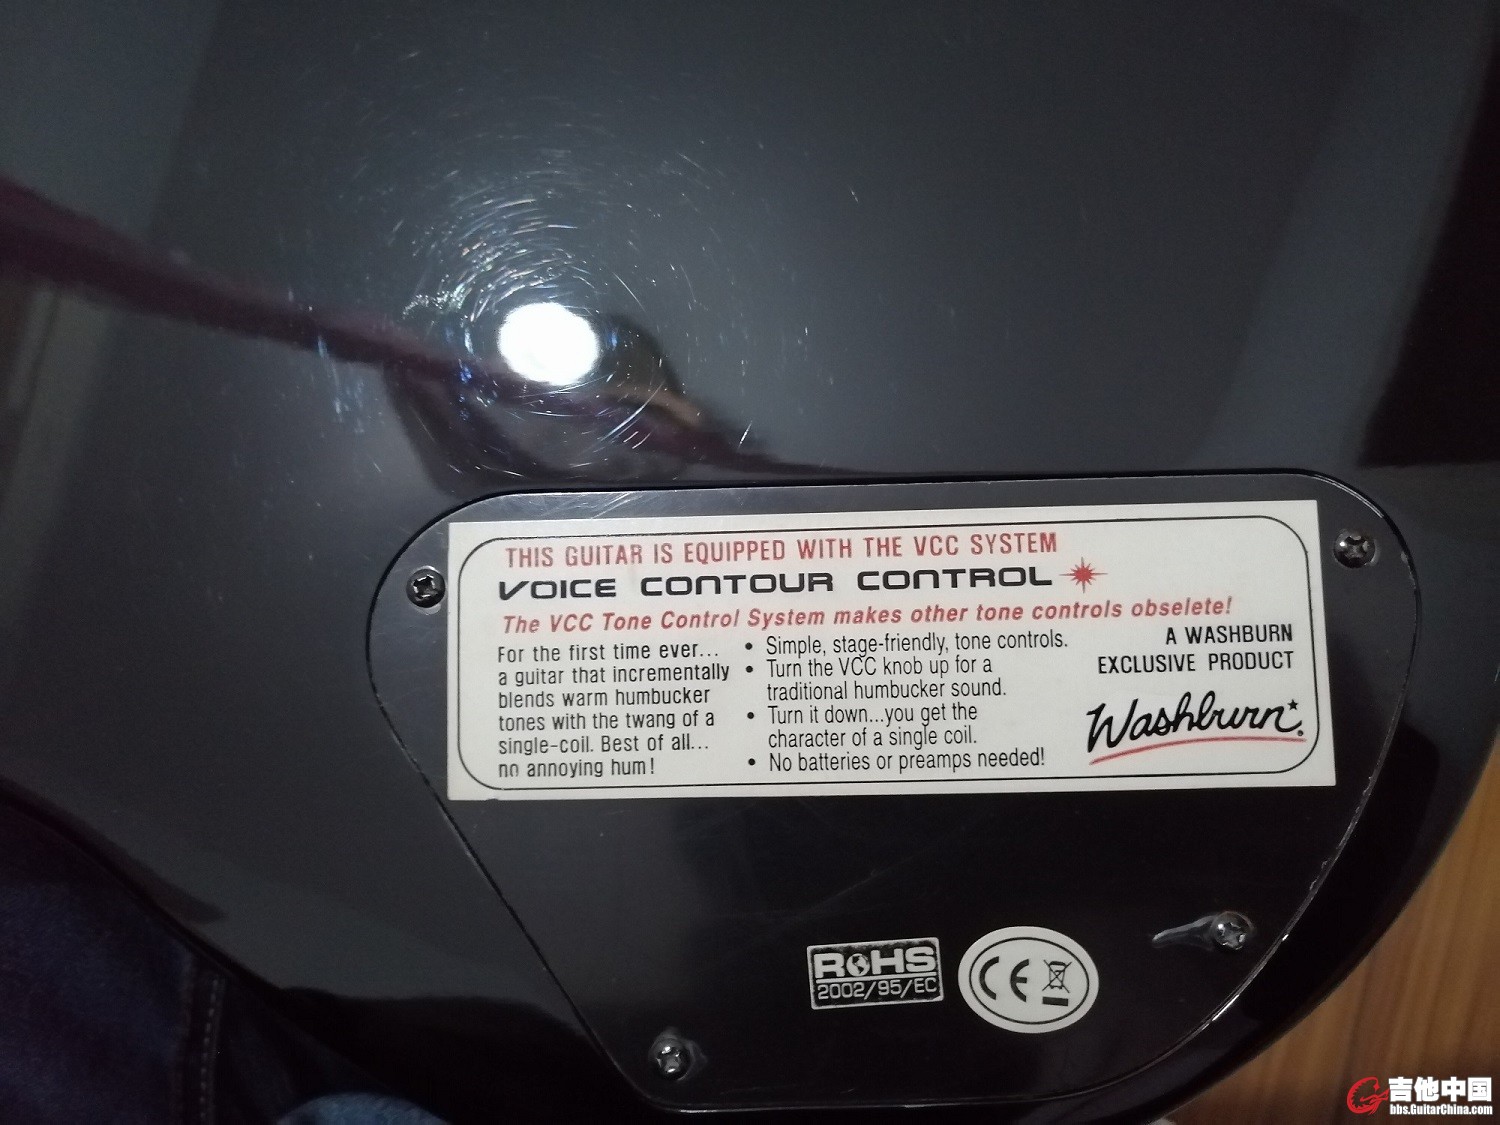 THIS GUITAR IS EQUIPPED WITH THE VCC SYSTEM
VOICE CONTOUR CONTROL
The VCC Tone Control System makes other tone controls obselete!
For the first time ever...
a guitar that incrementally
blends warm humbucker
tones with the twang of a
single-coil. Best of all...
no annoying hum!
• Simple, stage-friendly, tone controls.
• Turn the VCC knob up for a
traditional humbucker sound.
• Turn it down...you get the
character of a single coil.
• No batteries or preamps needed!
A WASHBURN
EXCLUSIVE PRODUCT
Washburn
RoHS
2002/95/EC
CE
吉他中国
bbs.GuitarChina.com